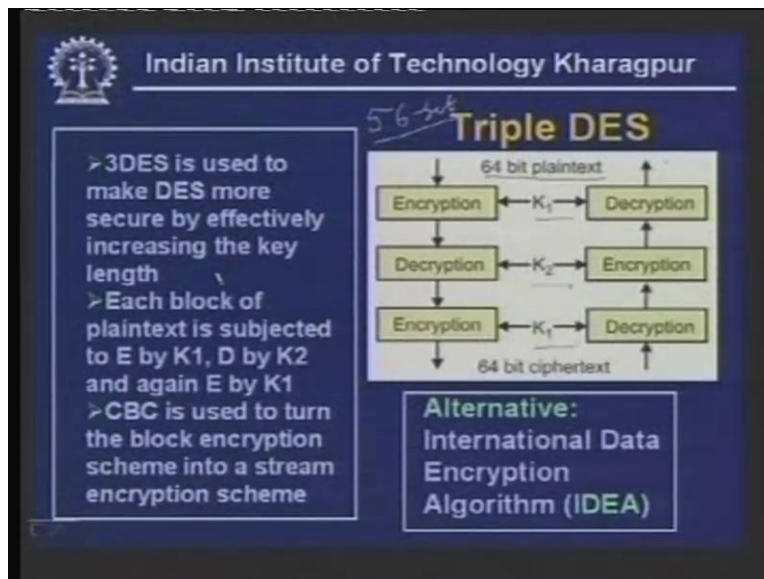 Indian Institute of Technology Kharagpur
56-bit
Triple DES
➢3DES is used to
make DES more
secure by effectively
increasing the key
length
➢Each block of
plaintext is subjected
to E by K1, D by K2
and again E by K1
➢CBC is used to turn
the block encryption
scheme into a stream
encryption scheme
64 bit plaintext
Encryption K₁ Decryption
Decryption K₂ Encryption
Encryption K₁ Decryption
64 bit ciphertext
Alternative:
International Data
Encryption
Algorithm (IDEA)